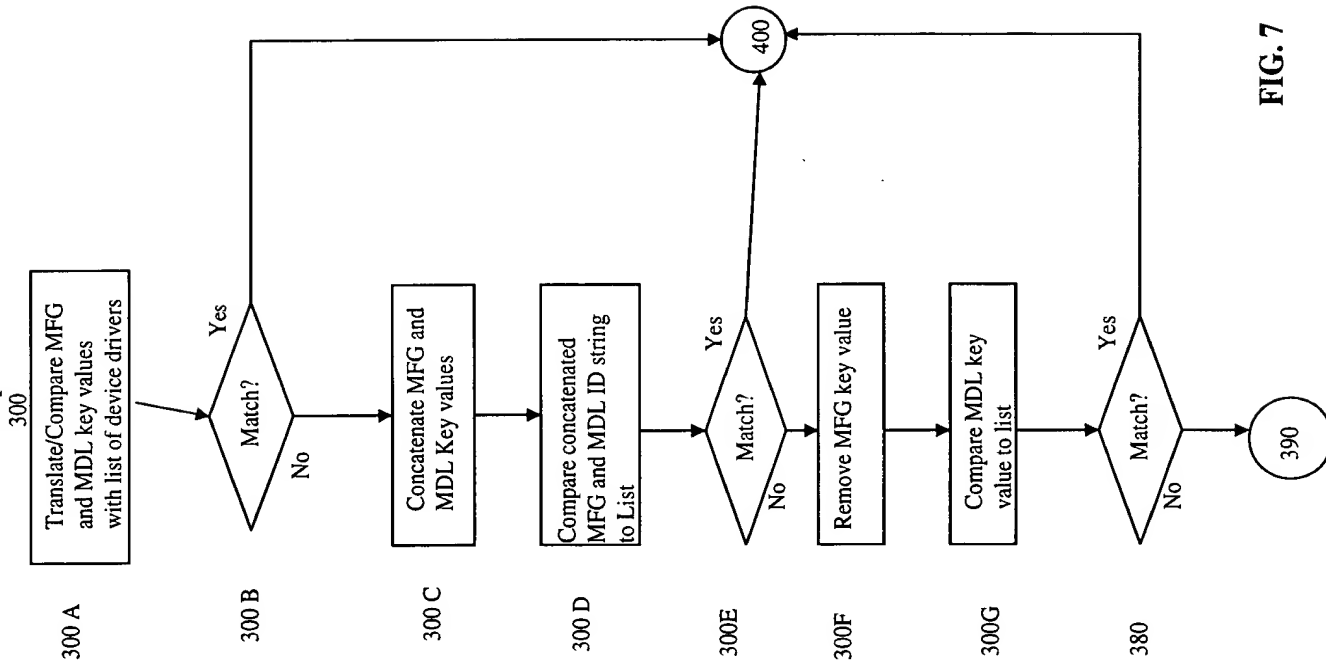 300
300 A
Translate/Compare MFG
and MDL key values
with list of device drivers
300 B
Match?
Yes
No
300 C
Concatenate MFG and
MDL Key values
300 D
Compare concatenated
MFG and MDL ID string
to List
300E
Match?
Yes
No
400
300F
Remove MFG key value
300G
Compare MDL key
value to list
380
Match?
Yes
No
390
FIG. 7